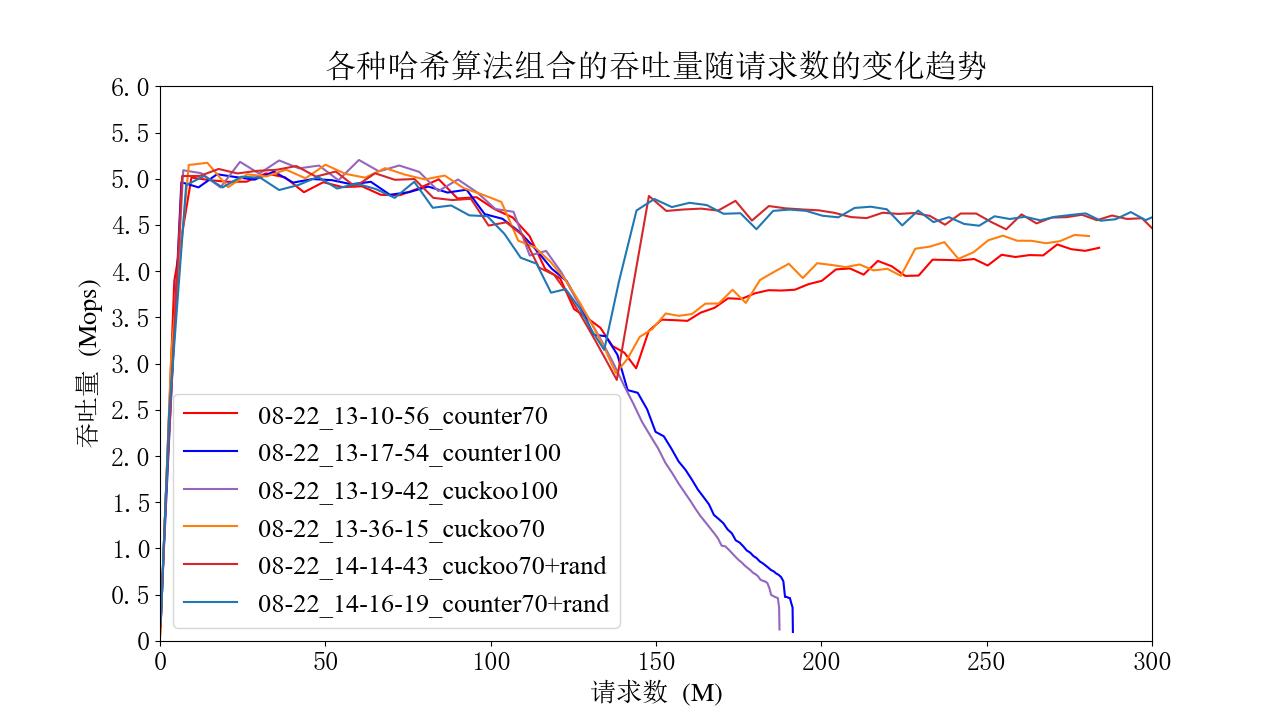 各种哈希算法组合的吞吐量随请求数的变化趋势
6.0
5.5
5.0
4.5
4.0
3.5
3.0
2.5
2.0
1.5
1.0
0.5
0
吞吐量 (Mops)
08-22_13-10-56_counter70
08-22_13-17-54_counter100
08-22_13-19-42_cuckoo100
08-22_13-36-15_cuckoo70
08-22_14-14-43_cuckoo70+rand
08-22_14-16-19_counter70+rand
0 50 100 150 200 250 300
请求数 (M)